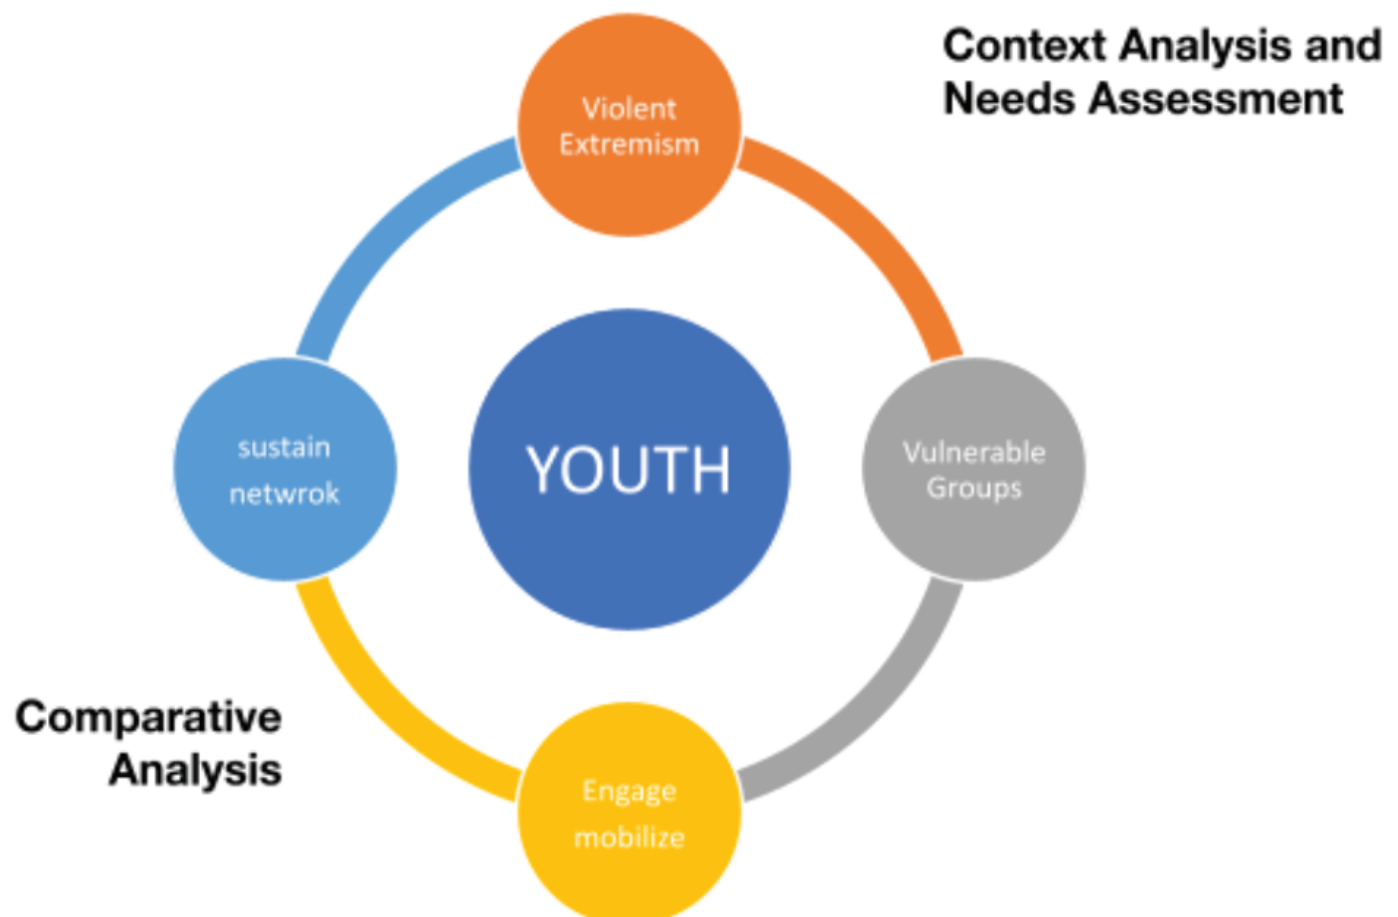 Context Analysis and
Needs Assessment
Violent
Extremism
YOUTH
sustain
netwrok
Vulnerable
Groups
Comparative
Analysis
Engage
mobilize